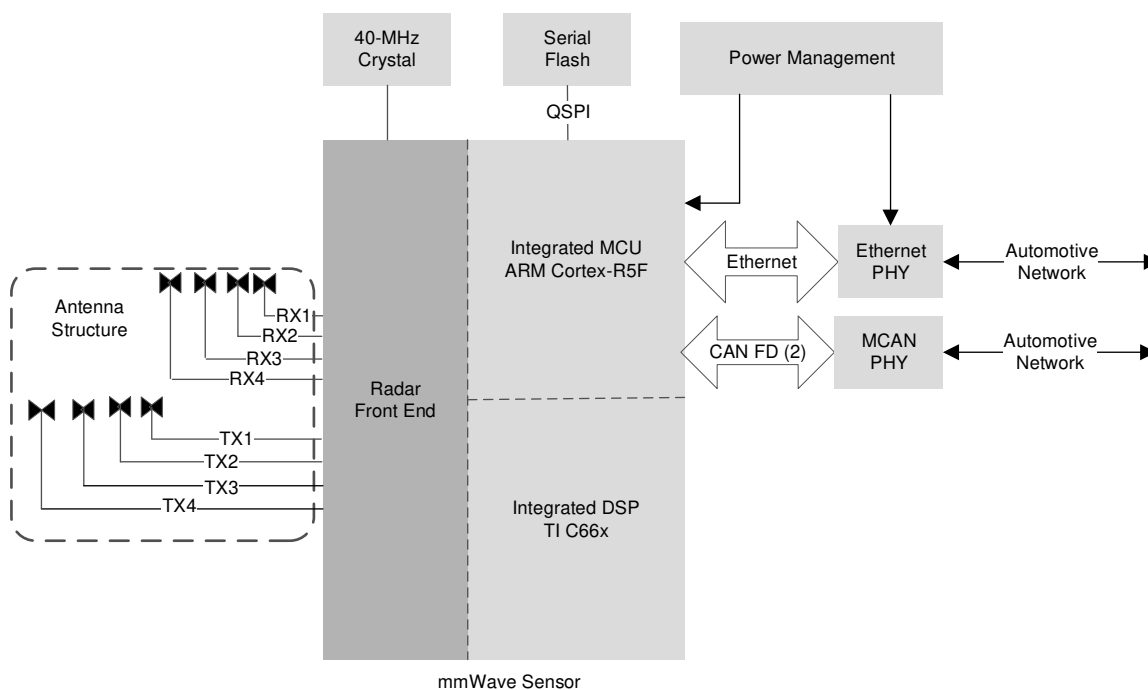 40-MHz
Crystal
Serial
Flash
Power Management
QSPI
Integrated MCU
ARM Cortex-R5F
Ethernet
Ethernet
PHY
Automotive
Network
Antenna
Structure
RX1
RX2
RX3
RX4
CAN FD (2)
MCAN
PHY
Automotive
Network
Radar
Front End
TX1
TX2
TX3
TX4
Integrated DSP
TI C66x
mmWave Sensor